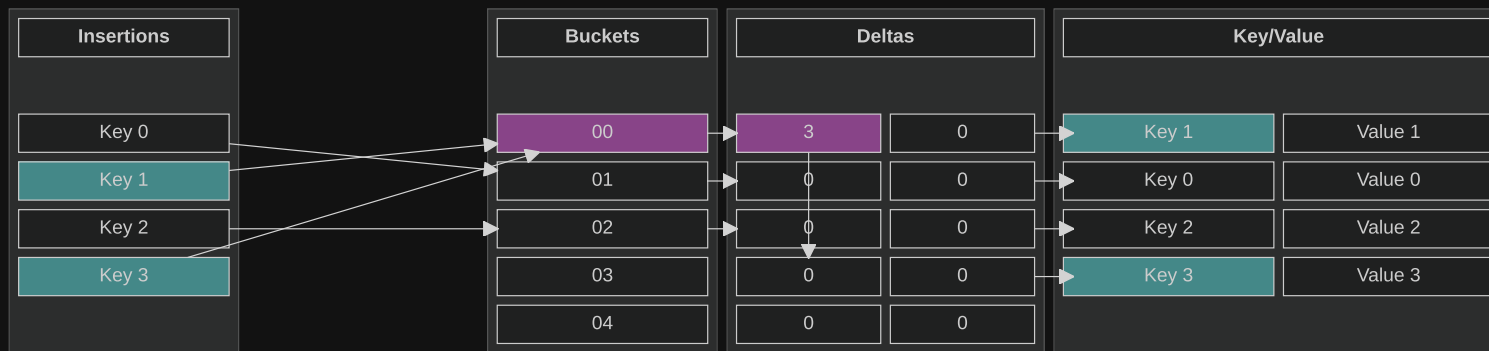 Insertions Buckets Deltas Key/Value
Key 0 00 3 0 Key 1 Value 1
Key 1 01 0 0 Key 0 Value 0
Key 2 02 0 0 Key 2 Value 2
Key 3 03 0 0 Key 3 Value 3
04 0 0